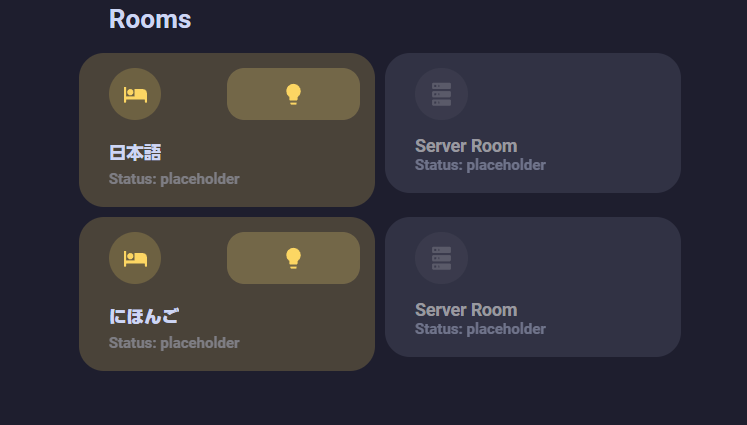 Rooms
日本語
Status: placeholder
Server Room
Status: placeholder
にほんご
Status: placeholder
Server Room
Status: placeholder